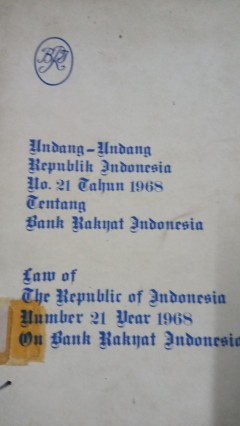 BRI
Undang-Undang
Republik Indonesia
No. 21 Tahun 1968
Tentang
Bank Rakyat Indonesia
Law of
The Republic of Indonesia
Number 21 Year 1968
On Bank Rakyat Indonesia